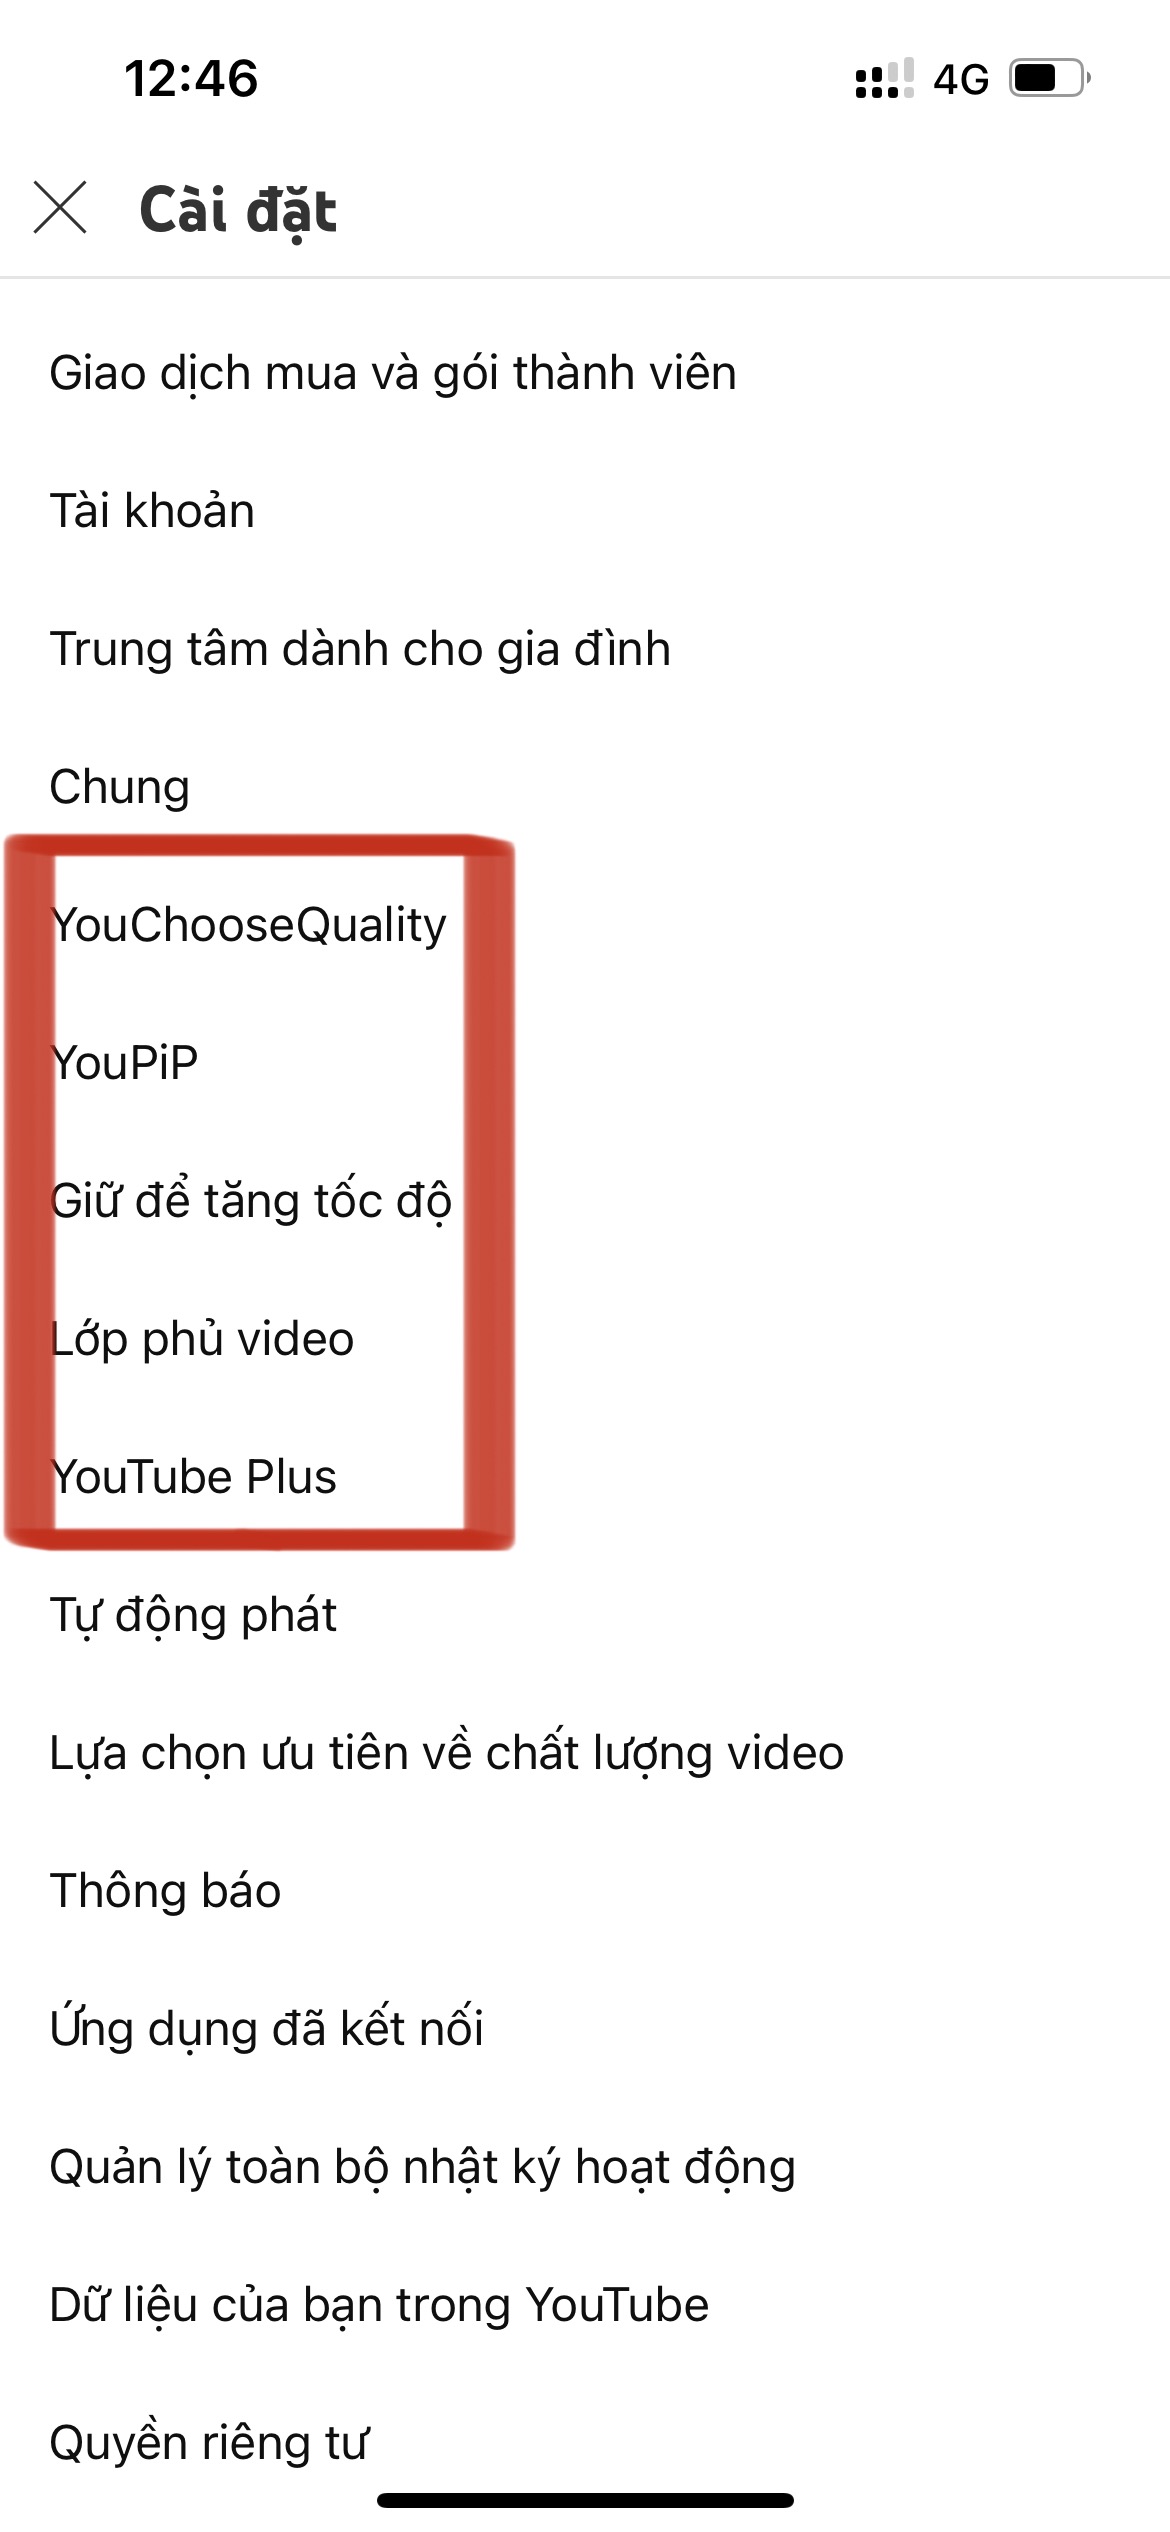 12:46
4G
Cài đặt
Giao dịch mua và gói thành viên
Tài khoản
Trung tâm dành cho gia đình
Chung
YouChooseQuality
YouPiP
Giữ để tăng tốc độ
Lớp phủ video
YouTube Plus
Tự động phát
Lựa chọn ưu tiên về chất lượng video
Thông báo
Ứng dụng đã kết nối
Quản lý toàn bộ nhật ký hoạt động
Dữ liệu của bạn trong YouTube
Quyền riêng tư